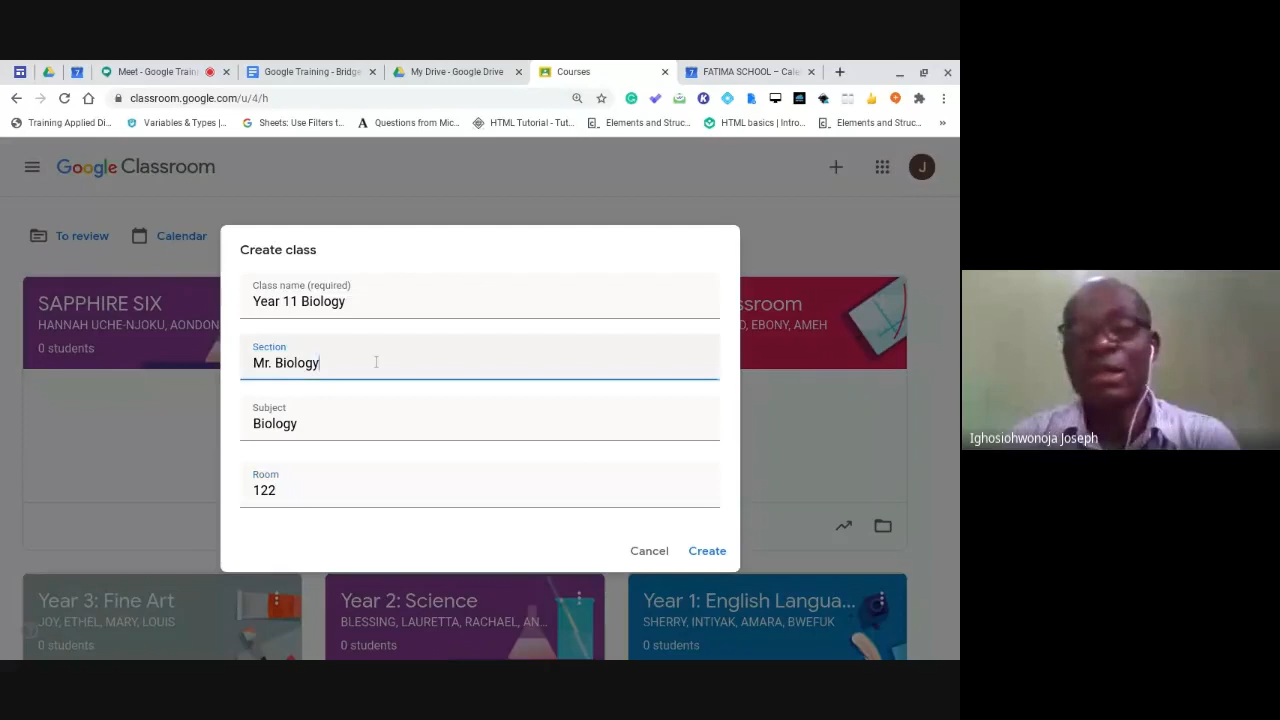 Meet - Google Train
Google Training - Bridge
My Drive - Google Drive
Courses
FATIMA SCHOOL – Cale
classroom.google.com/u/4/h
Training Applied Di...
Variables & Types |...
Sheets: Use Filters t...
Questions from Mic...
HTML Tutorial - Tut...
Elements and Struc...
HTML basics | Intro...
Elements and Struc...
Google Classroom
J
To review
Calendar
SAPPHIRE SIX
HANNAH UCHE-NJOKU, AONDON
0 students
ssroom
O, EBONY, AMEH
Create class
Class name (required)
Year 11 Biology
Section
Mr. Biology
Subject
Biology
Room
122
Cancel
Create
Year 3: Fine Art
JOY, ETHEL, MARY, LOUIS
0 students
Year 2: Science
BLESSING, LAURETTA, RACHAEL, AN...
0 students
Year 1: English Langua...
SHERRY, INTIYAK, AMARA, BWEFUK
0 students
Ighosiohwonoja Joseph